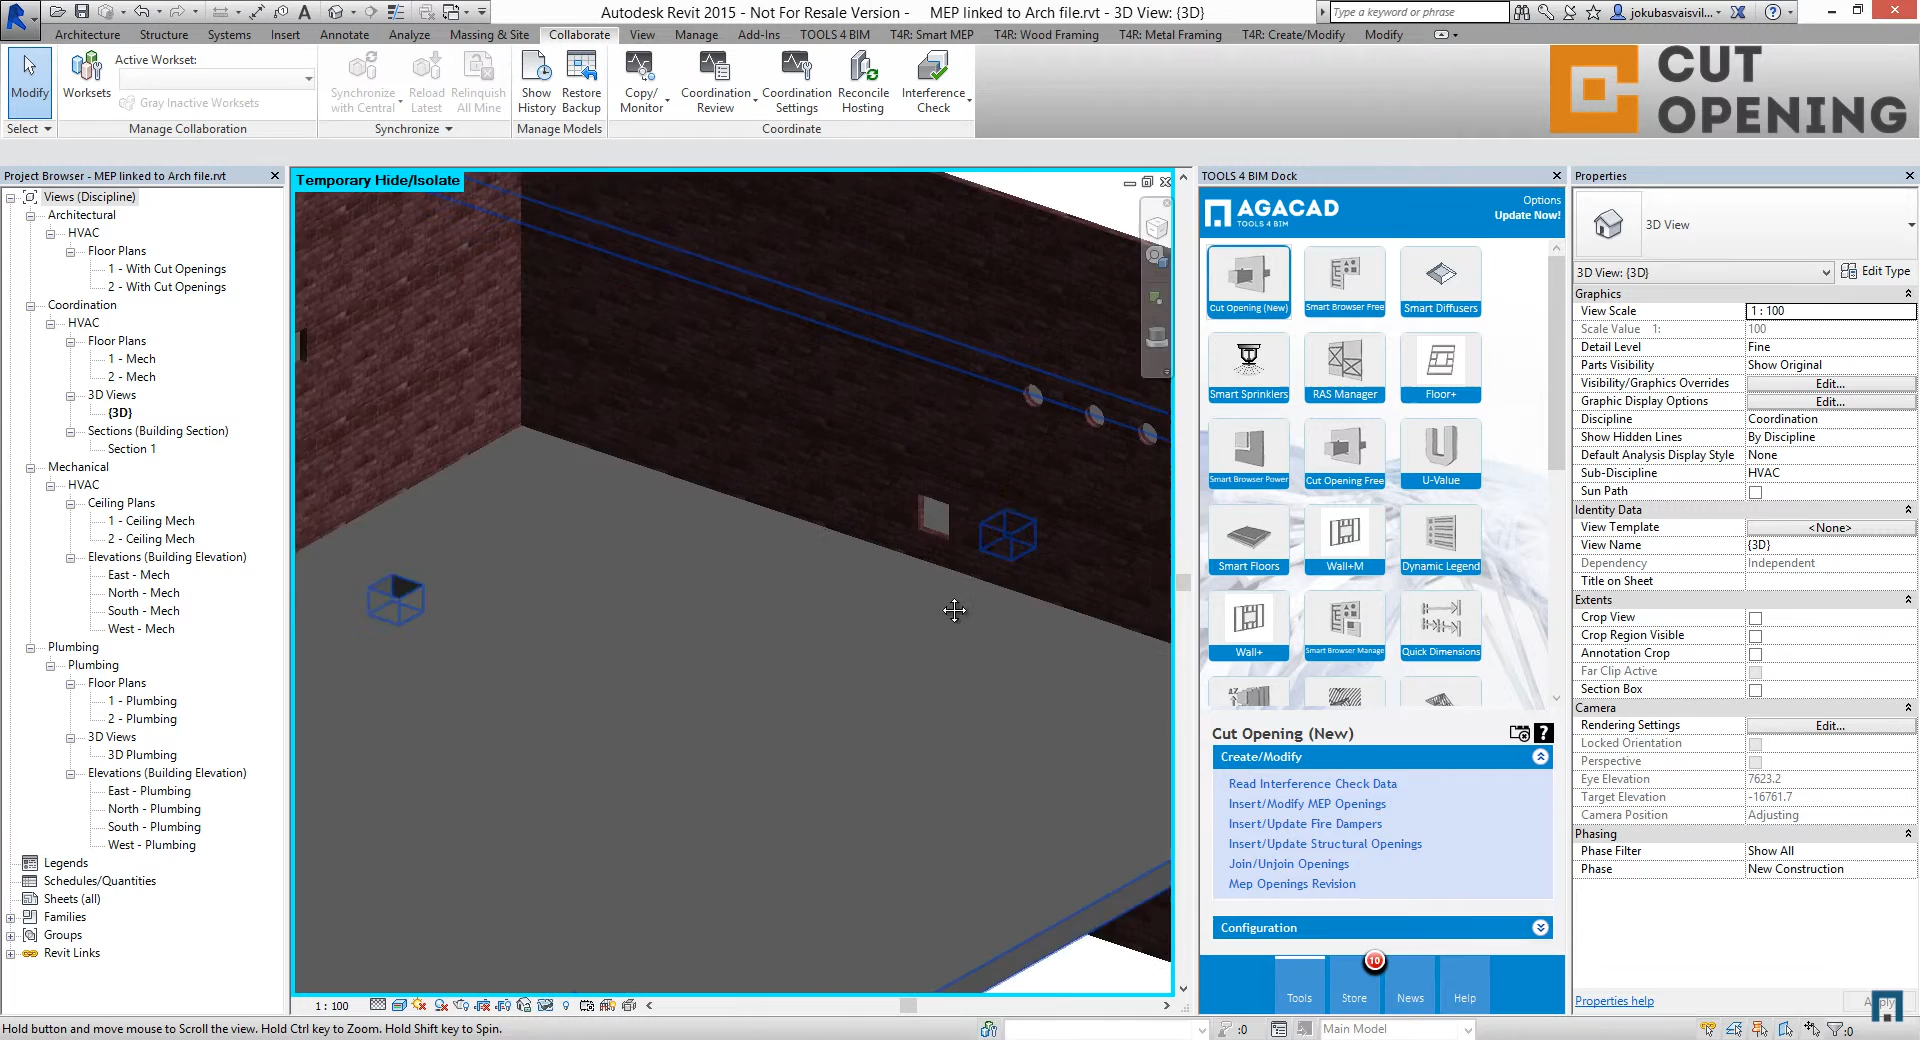 Autodesk Revit 2015 - Not For Resale Version - MEP linked to Arch file.rvt - 3D View: {3D}
Type a keyword or phrase
jokubasvaisvil...
Architecture Structure Systems Insert Annotate Analyze Massing & Site Collaborate View Manage Add-Ins TOOLS 4 BIM T4R: Smart MEP T4R: Wood Framing T4R: Metal Framing T4R: Create/Modify Modify
Modify
Select
Worksets
Active Workset:
Gray Inactive Worksets
Manage Collaboration
Synchronize with Central
Reload Latest
Relinquish All Mine
Synchronize
Show History
Restore Backup
Manage Models
Copy/ Monitor
Coordination Review
Coordination Settings
Reconcile Hosting
Interference Check
Coordinate
CUT
OPENING
Project Browser - MEP linked to Arch file.rvt
Views (Discipline)
Architectural
HVAC
Floor Plans
1 - With Cut Openings
2 - With Cut Openings
Coordination
HVAC
Floor Plans
1 - Mech
2 - Mech
3D Views
{3D}
Sections (Building Section)
Section 1
Mechanical
HVAC
Ceiling Plans
1 - Ceiling Mech
2 - Ceiling Mech
Elevations (Building Elevation)
East - Mech
North - Mech
South - Mech
West - Mech
Plumbing
Plumbing
Floor Plans
1 - Plumbing
2 - Plumbing
3D Views
3D Plumbing
Elevations (Building Elevation)
East - Plumbing
North - Plumbing
South - Plumbing
West - Plumbing
Legends
Schedules/Quantities
Sheets (all)
Families
Groups
Revit Links
Temporary Hide/Isolate
1 : 100
TOOLS 4 BIM Dock
AGACAD
TOOLS 4 BIM
Options
Update Now!
Cut Opening (New) Smart Browser Free Smart Diffusers
Smart Sprinklers RAS Manager Floor+
Smart Browser Power Cut Opening Free U-Value
Smart Floors Wall+M Dynamic Legend
Wall+ Smart Browser Manage Quick Dimensions
Cut Opening (New)
Create/Modify
Read Interference Check Data
Insert/Modify MEP Openings
Insert/Update Fire Dampers
Insert/Update Structural Openings
Join/Unjoin Openings
Mep Openings Revision
Configuration
10
Tools Store News Help
Properties
3D View
3D View: {3D} Edit Type
Graphics
View Scale 1 : 100
Scale Value 1: 100
Detail Level Fine
Parts Visibility Show Original
Visibility/Graphics Overrides Edit...
Graphic Display Options Edit...
Discipline Coordination
Show Hidden Lines By Discipline
Default Analysis Display Style None
Sub-Discipline HVAC
Sun Path
Identity Data
View Template <None>
View Name {3D}
Dependency Independent
Title on Sheet
Extents
Crop View
Crop Region Visible
Annotation Crop
Far Clip Active
Section Box
Camera
Rendering Settings Edit...
Locked Orientation
Perspective
Eye Elevation 7623.2
Target Elevation -16761.7
Camera Position Adjusting
Phasing
Phase Filter Show All
Phase New Construction
Properties help
Hold button and move mouse to Scroll the view. Hold Ctrl key to Zoom. Hold Shift key to Spin.
:0
Main Model
:0